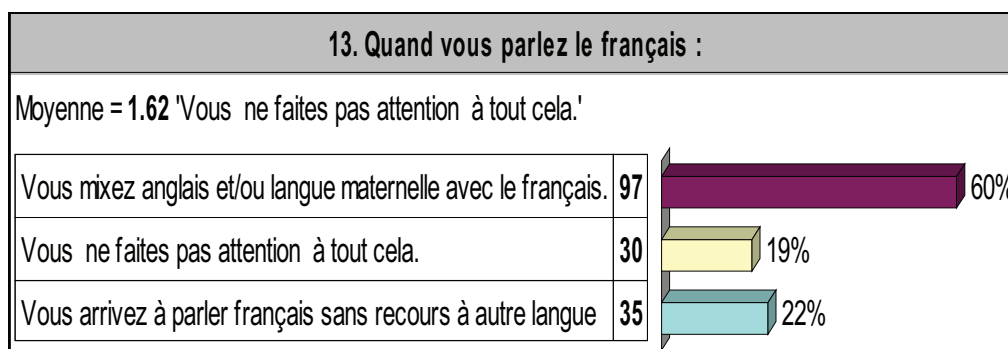 13. Quand vous parlez le français :
Moyenne = 1.62 'Vous ne faites pas attention à tout cela.'
Vous mixez anglais et/ou langue maternelle avec le français. 97 60%
Vous ne faites pas attention à tout cela. 30 19%
Vous arrivez à parler français sans recours à autre langue 35 22%